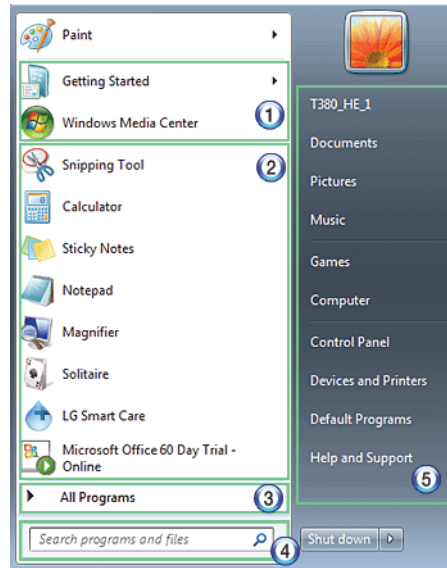 Paint
Getting Started
1
Windows Media Center
Snipping Tool
2
Calculator
Sticky Notes
Notepad
Magnifier
Solitaire
LG Smart Care
Microsoft Office 60 Day Trial -
Online
All Programs
3
Search programs and files
4
T380_HE_1
Documents
Pictures
Music
Games
Computer
Control Panel
Devices and Printers
Default Programs
Help and Support
5
Shut down